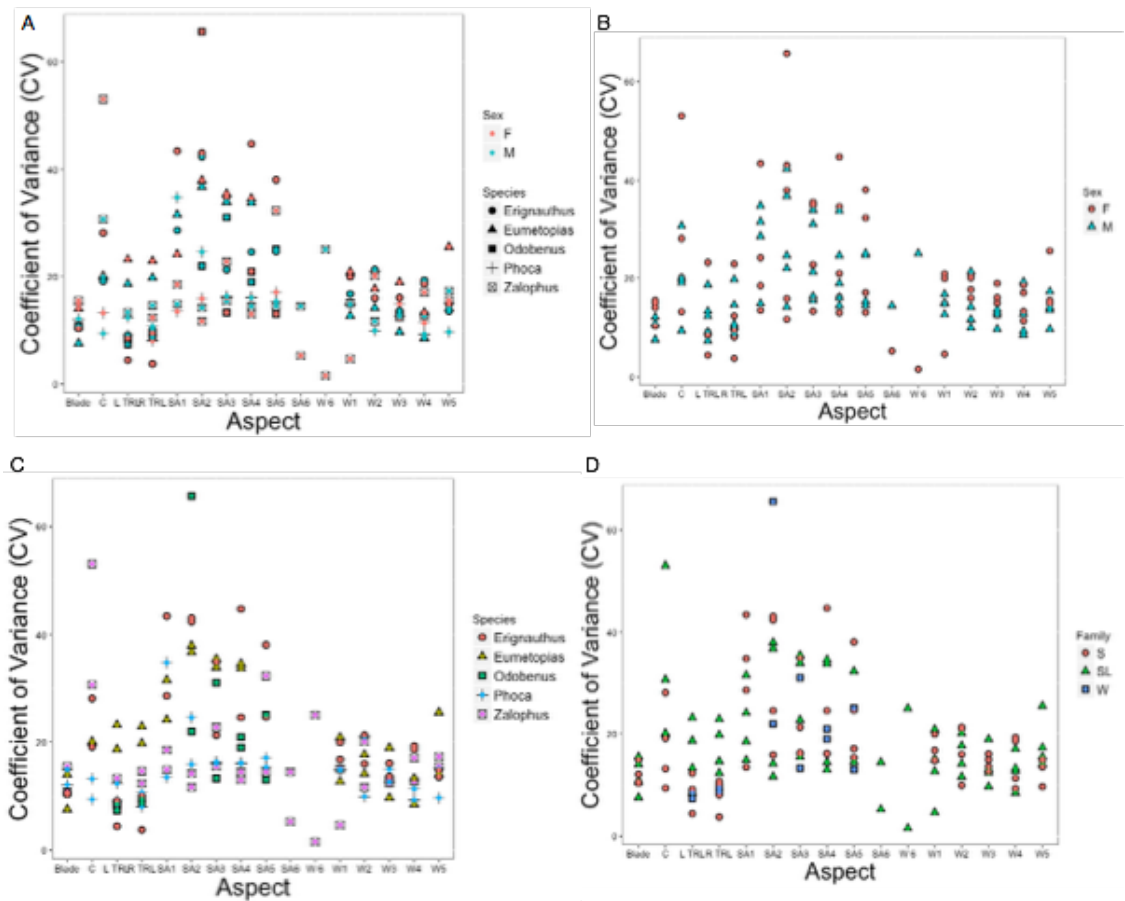 A
Coefficient of Variance (CV)
60
40
20
0
Blade C L TRL R TRL SA1 SA2 SA3 SA4 SA5 SA6 W 6 W1 W2 W3 W4 W5
Aspect
Sex
F
M
Species
Erignauthus
Eumetopias
Odobenus
Phoca
Zalophus
B
Coefficient of Variance (CV)
60
40
20
0
Blade C L TRL R TRL SA1 SA2 SA3 SA4 SA5 SA6 W 6 W1 W2 W3 W4 W5
Aspect
Sex
F
M
C
Coefficient of Variance (CV)
60
40
20
0
Blade C L TRL R TRL SA1 SA2 SA3 SA4 SA5 SA6 W 6 W1 W2 W3 W4 W5
Aspect
Species
Erignauthus
Eumetopias
Odobenus
Phoca
Zalophus
D
Coefficient of Variance (CV)
60
40
20
0
Blade C L TRL R TRL SA1 SA2 SA3 SA4 SA5 SA6 W 6 W1 W2 W3 W4 W5
Aspect
Family
S
SL
W